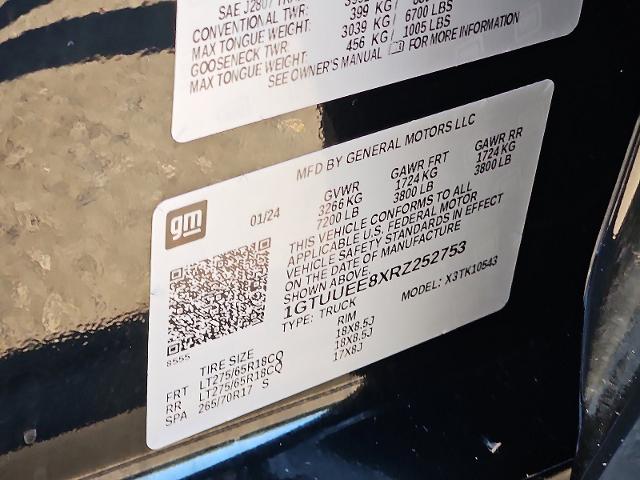 SAE J2807
CONVENTIONAL TWR:
MAX TONGUE WEIGHT: 399 KG /
GOOSENECK TWR: 3039 KG / 6700 LBS
MAX TONGUE WEIGHT: 456 KG / 1005 LBS
SEE OWNER'S MANUAL FOR MORE INFORMATION
MFD BY GENERAL MOTORS LLC
gm
01/24
GVWR GAWR FRT GAWR RR
3266 KG 1724 KG 1724 KG
7200 LB 3800 LB 3800 LB
THIS VEHICLE CONFORMS TO ALL
APPLICABLE U.S. FEDERAL MOTOR
VEHICLE SAFETY STANDARDS IN EFFECT
ON THE DATE OF MANUFACTURE
SHOWN ABOVE.
1GTUUEE8XRZ252753
TYPE: TRUCK MODEL: X3TK10543
8555
TIRE SIZE RIM
FRT LT275/65R18CQ 18X8.5J
RR LT275/65R18CQ 18X8.5J
SPA 265/70R17 S 17X8J